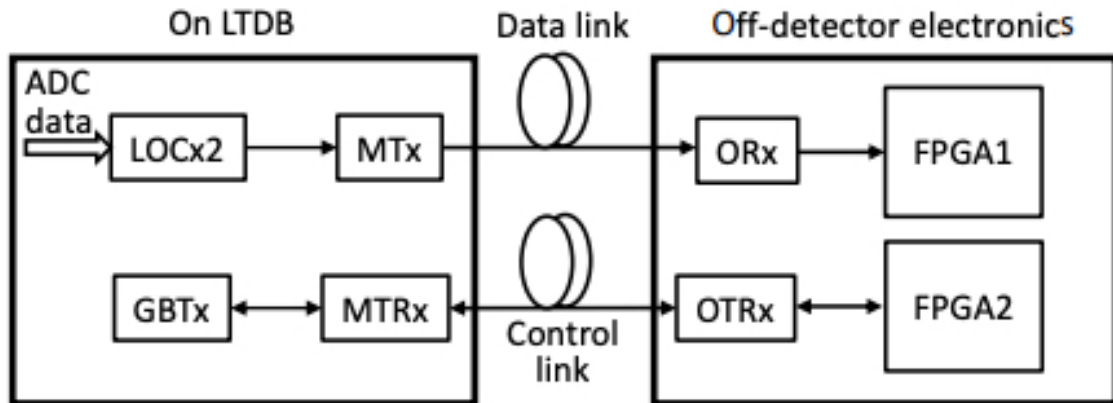 On LTDB
Data link
Off-detector electronics
ADC
data
LOCx2
MTx
ORx
FPGA1
GBTx
MTRx
Control
link
OTRx
FPGA2